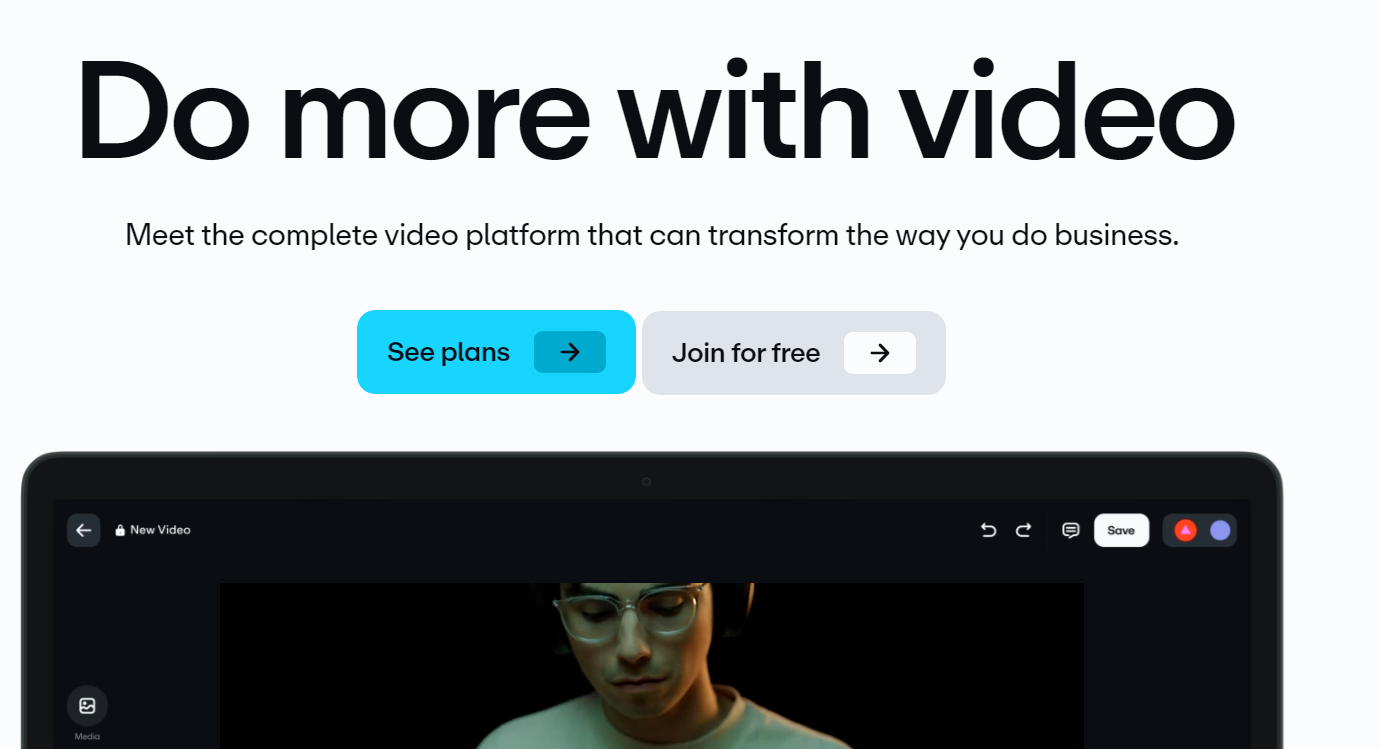 Do more with video
Meet the complete video platform that can transform the way you do business.
See plans
Join for free
New Video
Save
Media